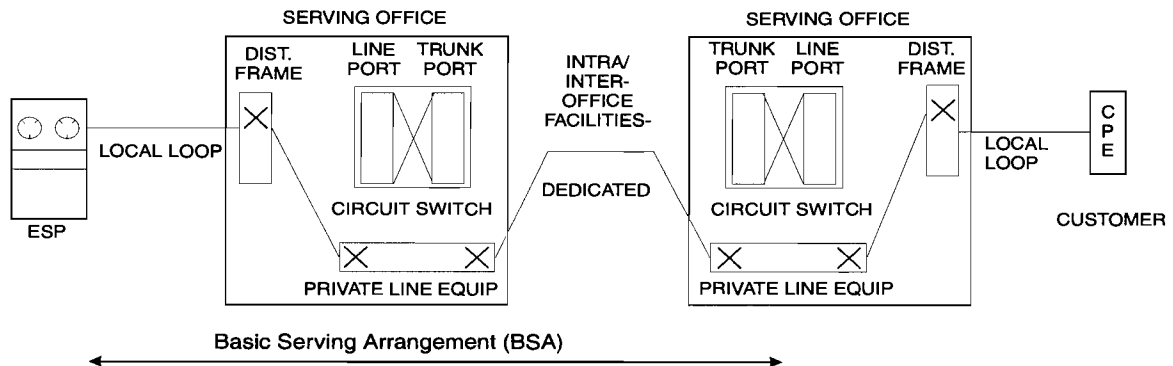 SERVING OFFICE
DIST.
FRAME
LINE
PORT
TRUNK
PORT
LOCAL LOOP
ESP
CIRCUIT SWITCH
PRIVATE LINE EQUIP
INTRA/
INTER-
OFFICE
FACILITIES-
DEDICATED
SERVING OFFICE
TRUNK
PORT
LINE
PORT
DIST.
FRAME
CIRCUIT SWITCH
PRIVATE LINE EQUIP
LOCAL
LOOP
C
P
E
CUSTOMER
Basic Serving Arrangement (BSA)